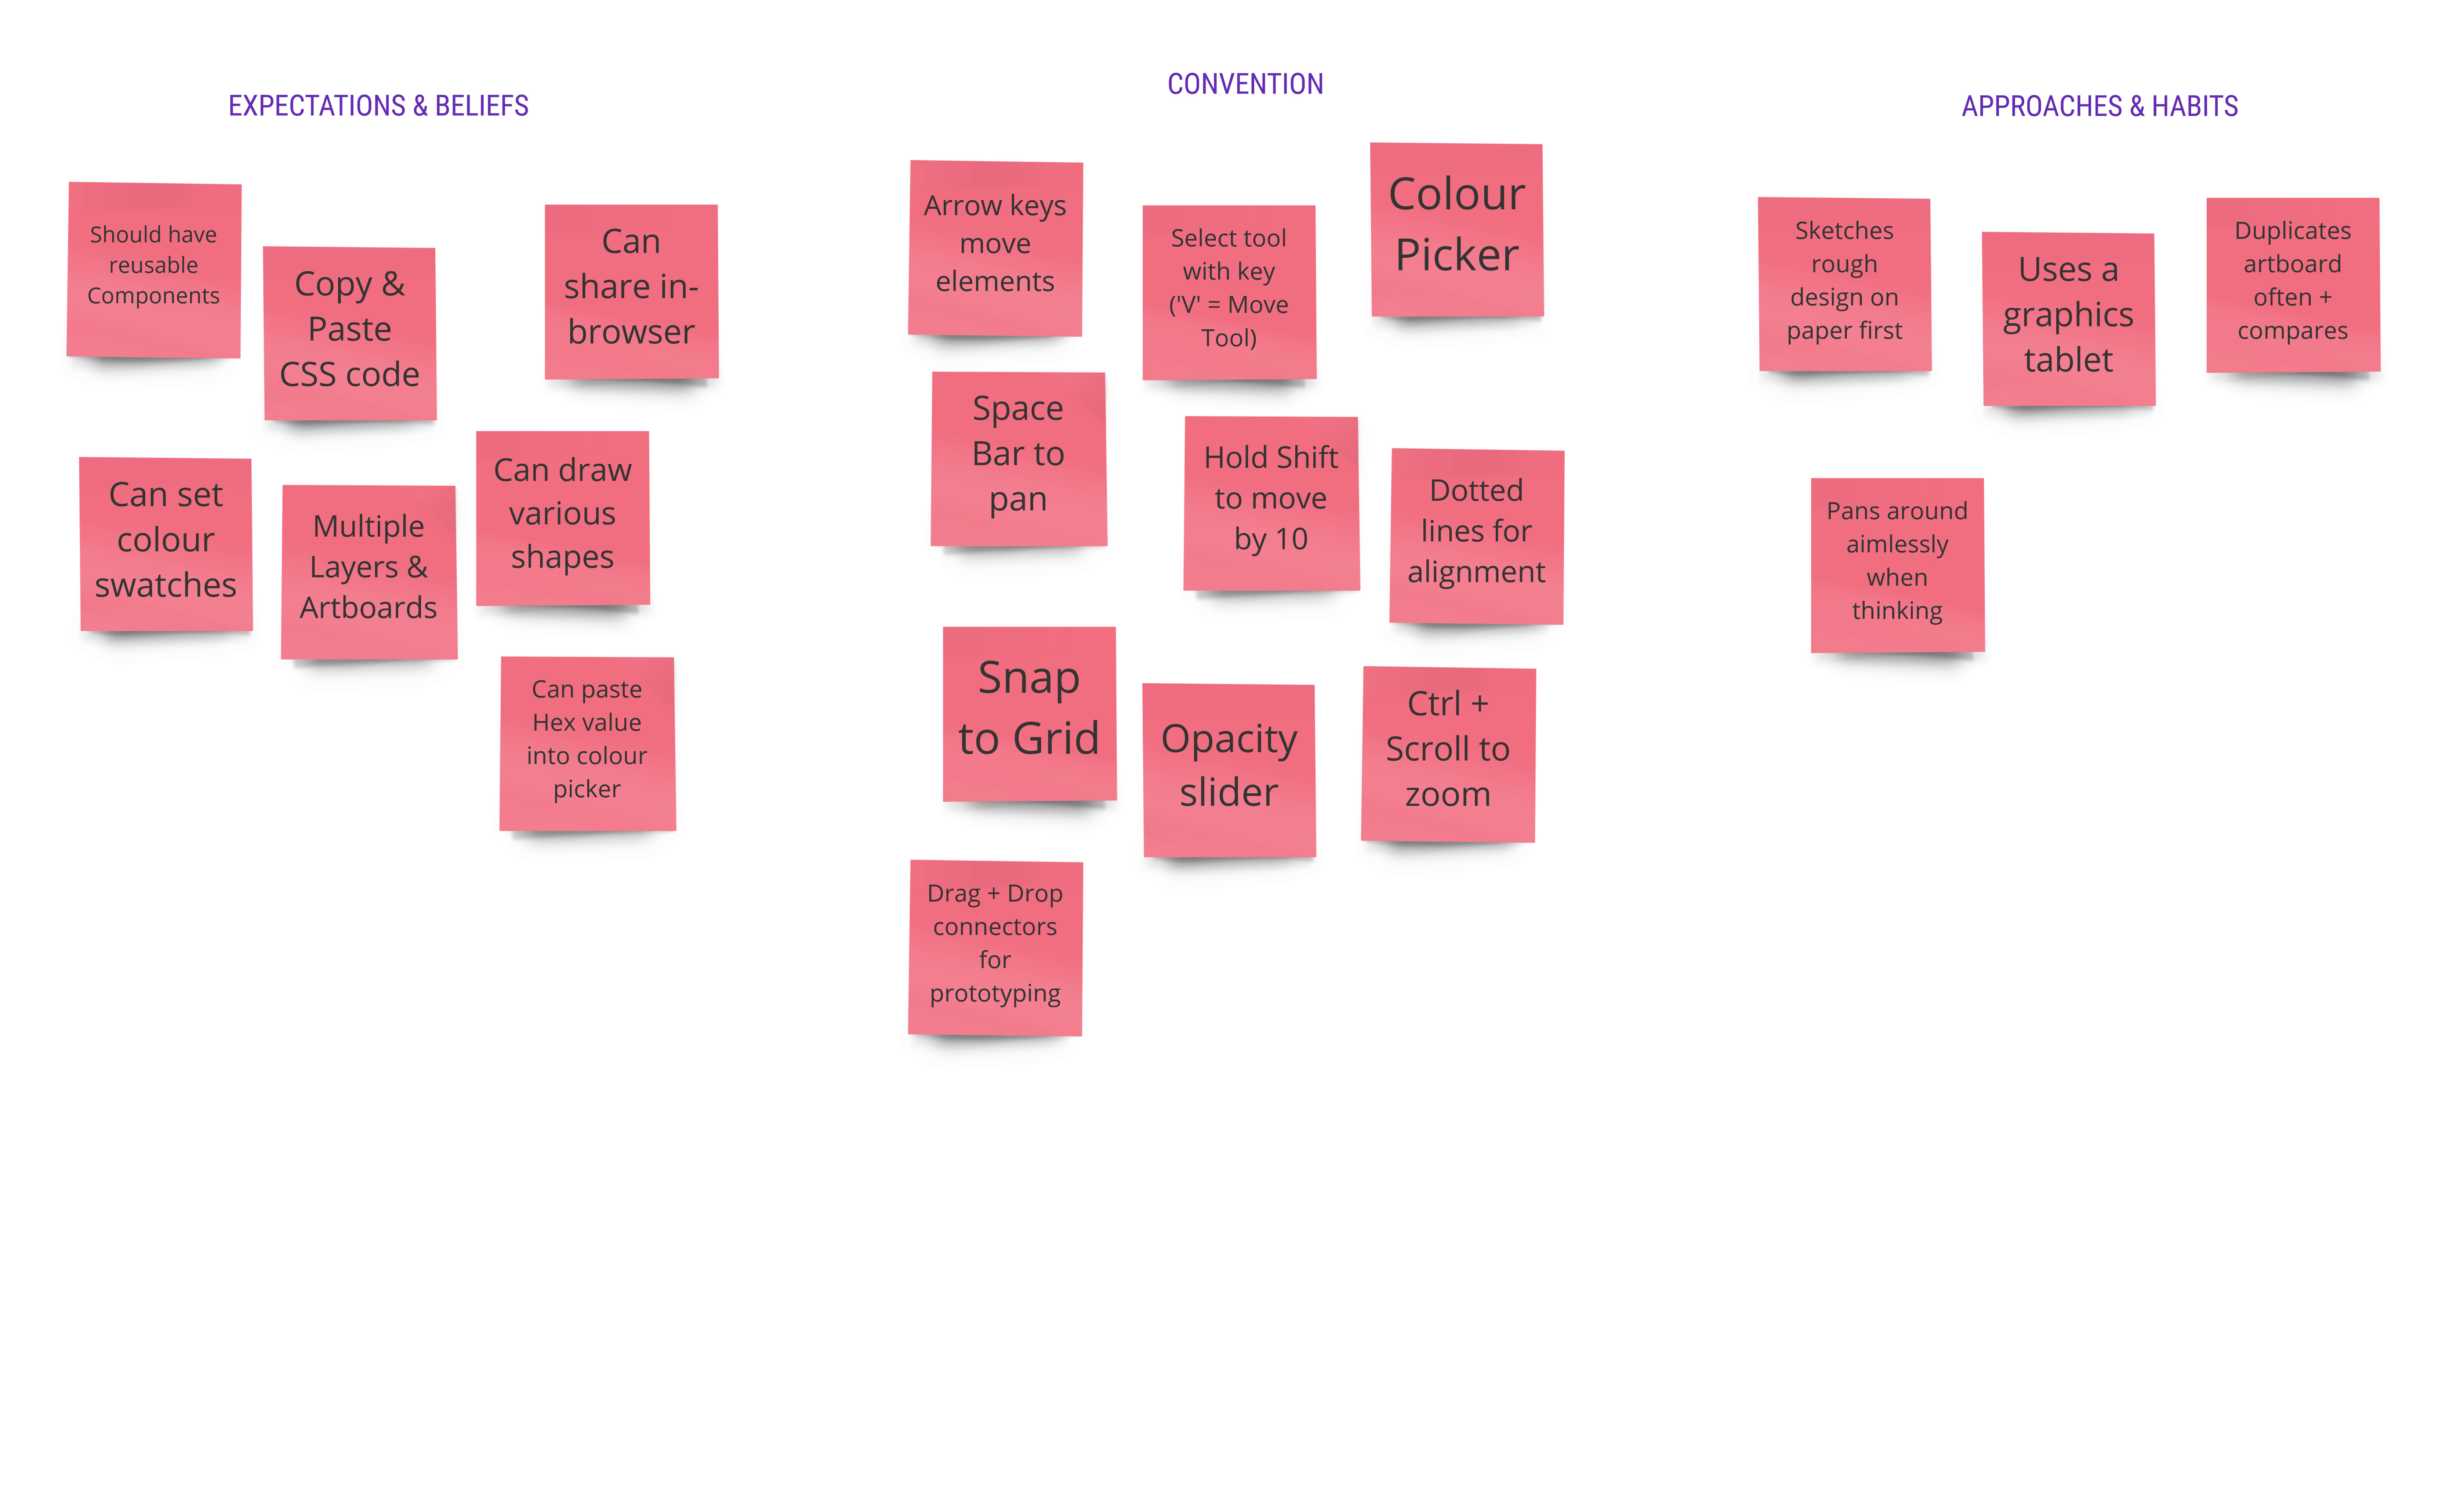 EXPECTATIONS & BELIEFS
Should have
reusable
Components
Copy &
Paste
CSS code
Can
share in-
browser
Can set
colour
swatches
Multiple
Layers &
Artboards
Can draw
various
shapes
Can paste
Hex value
into colour
picker
CONVENTION
Arrow keys
move
elements
Select tool
with key
('V' = Move
Tool)
Colour
Picker
Space
Bar to
pan
Hold Shift
to move
by 10
Dotted
lines for
alignment
Snap
to Grid
Opacity
slider
Ctrl +
Scroll to
zoom
Drag + Drop
connectors
for
prototyping
APPROACHES & HABITS
Sketches
rough
design on
paper first
Uses a
graphics
tablet
Duplicates
artboard
often +
compares
Pans around
aimlessly
when
thinking